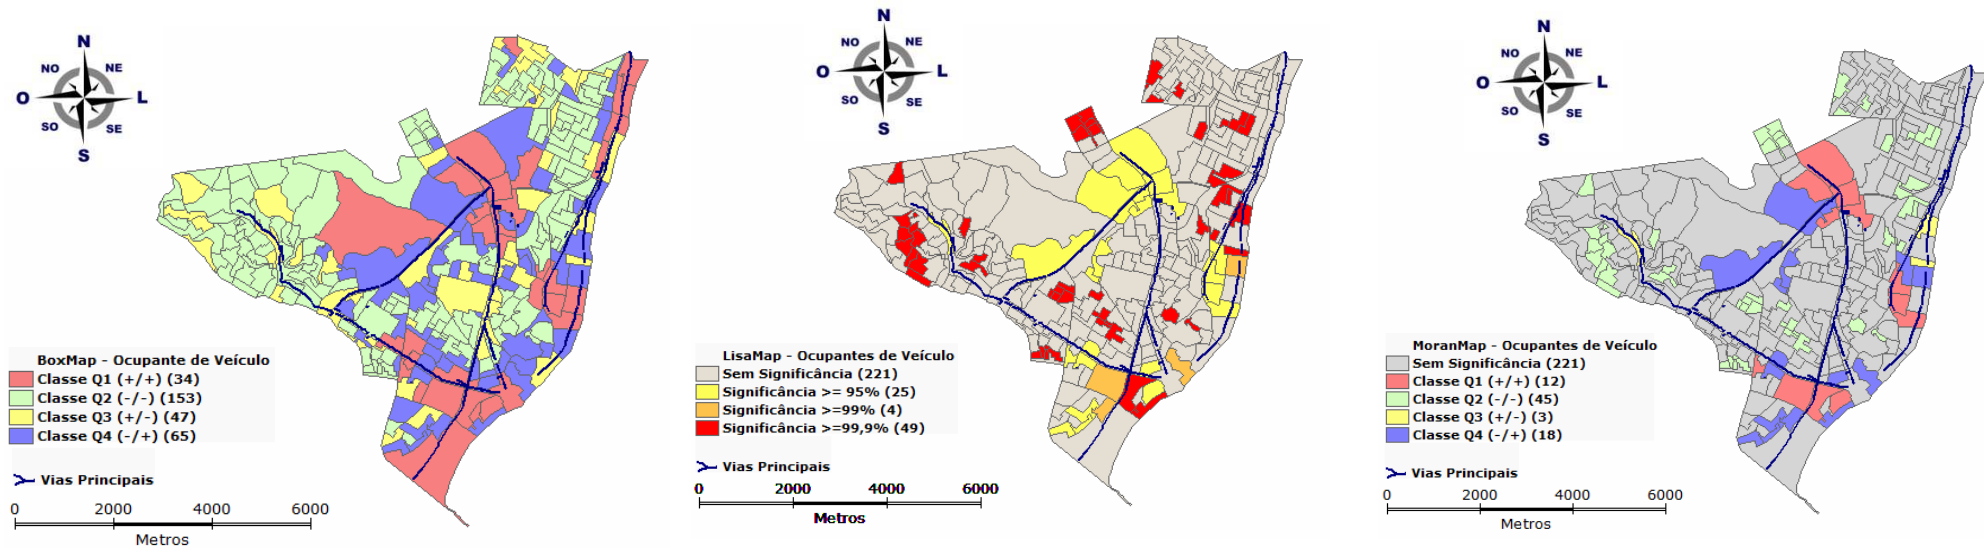 N
NO NE
O L
SO SE
S
BoxMap - Ocupante de Veículo
Classe Q1 (+/+) (34)
Classe Q2 (-/-) (153)
Classe Q3 (+/-) (47)
Classe Q4 (-/+) (65)
Vias Principais
0 2000 4000 6000
Metros
N
NO NE
O L
SO SE
S
LisaMap - Ocupantes de Veículo
Sem Significância (221)
Significância >= 95% (25)
Significância >=99% (4)
Significância >=99,9% (49)
Vias Principais
0 2000 4000 6000
Metros
N
NO NE
O L
SO SE
S
MoranMap - Ocupantes de Veículo
Sem Significância (221)
Classe Q1 (+/+) (12)
Classe Q2 (-/-) (45)
Classe Q3 (+/-) (3)
Classe Q4 (-/+) (18)
Vias Principais
0 2000 4000 6000
Metros